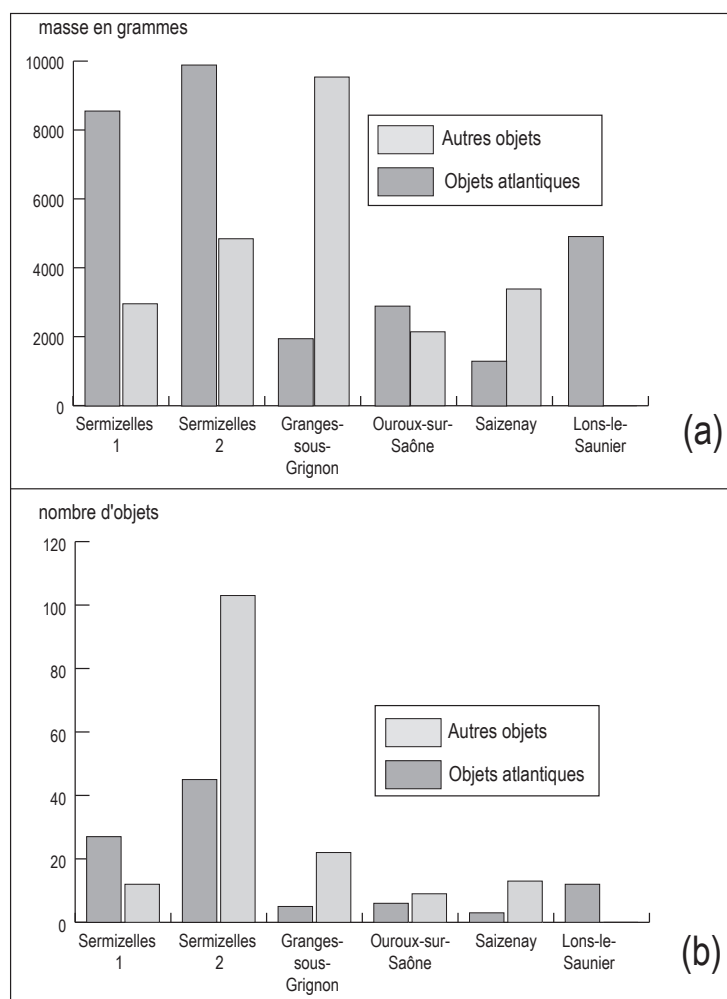 masse en grammes
10000
8000
6000
4000
2000
0
Autres objets
Objets atlantiques
Sermizelles
1
Sermizelles
2
Granges-
sous-
Grignon
Ouroux-sur-
Saône
Saizenay
Lons-le-
Saunier
(a)
nombre d'objets
120
100
80
60
40
20
0
Autres objets
Objets atlantiques
Sermizelles
1
Sermizelles
2
Granges-
sous-
Grignon
Ouroux-sur-
Saône
Saizenay
Lons-le-
Saunier
(b)